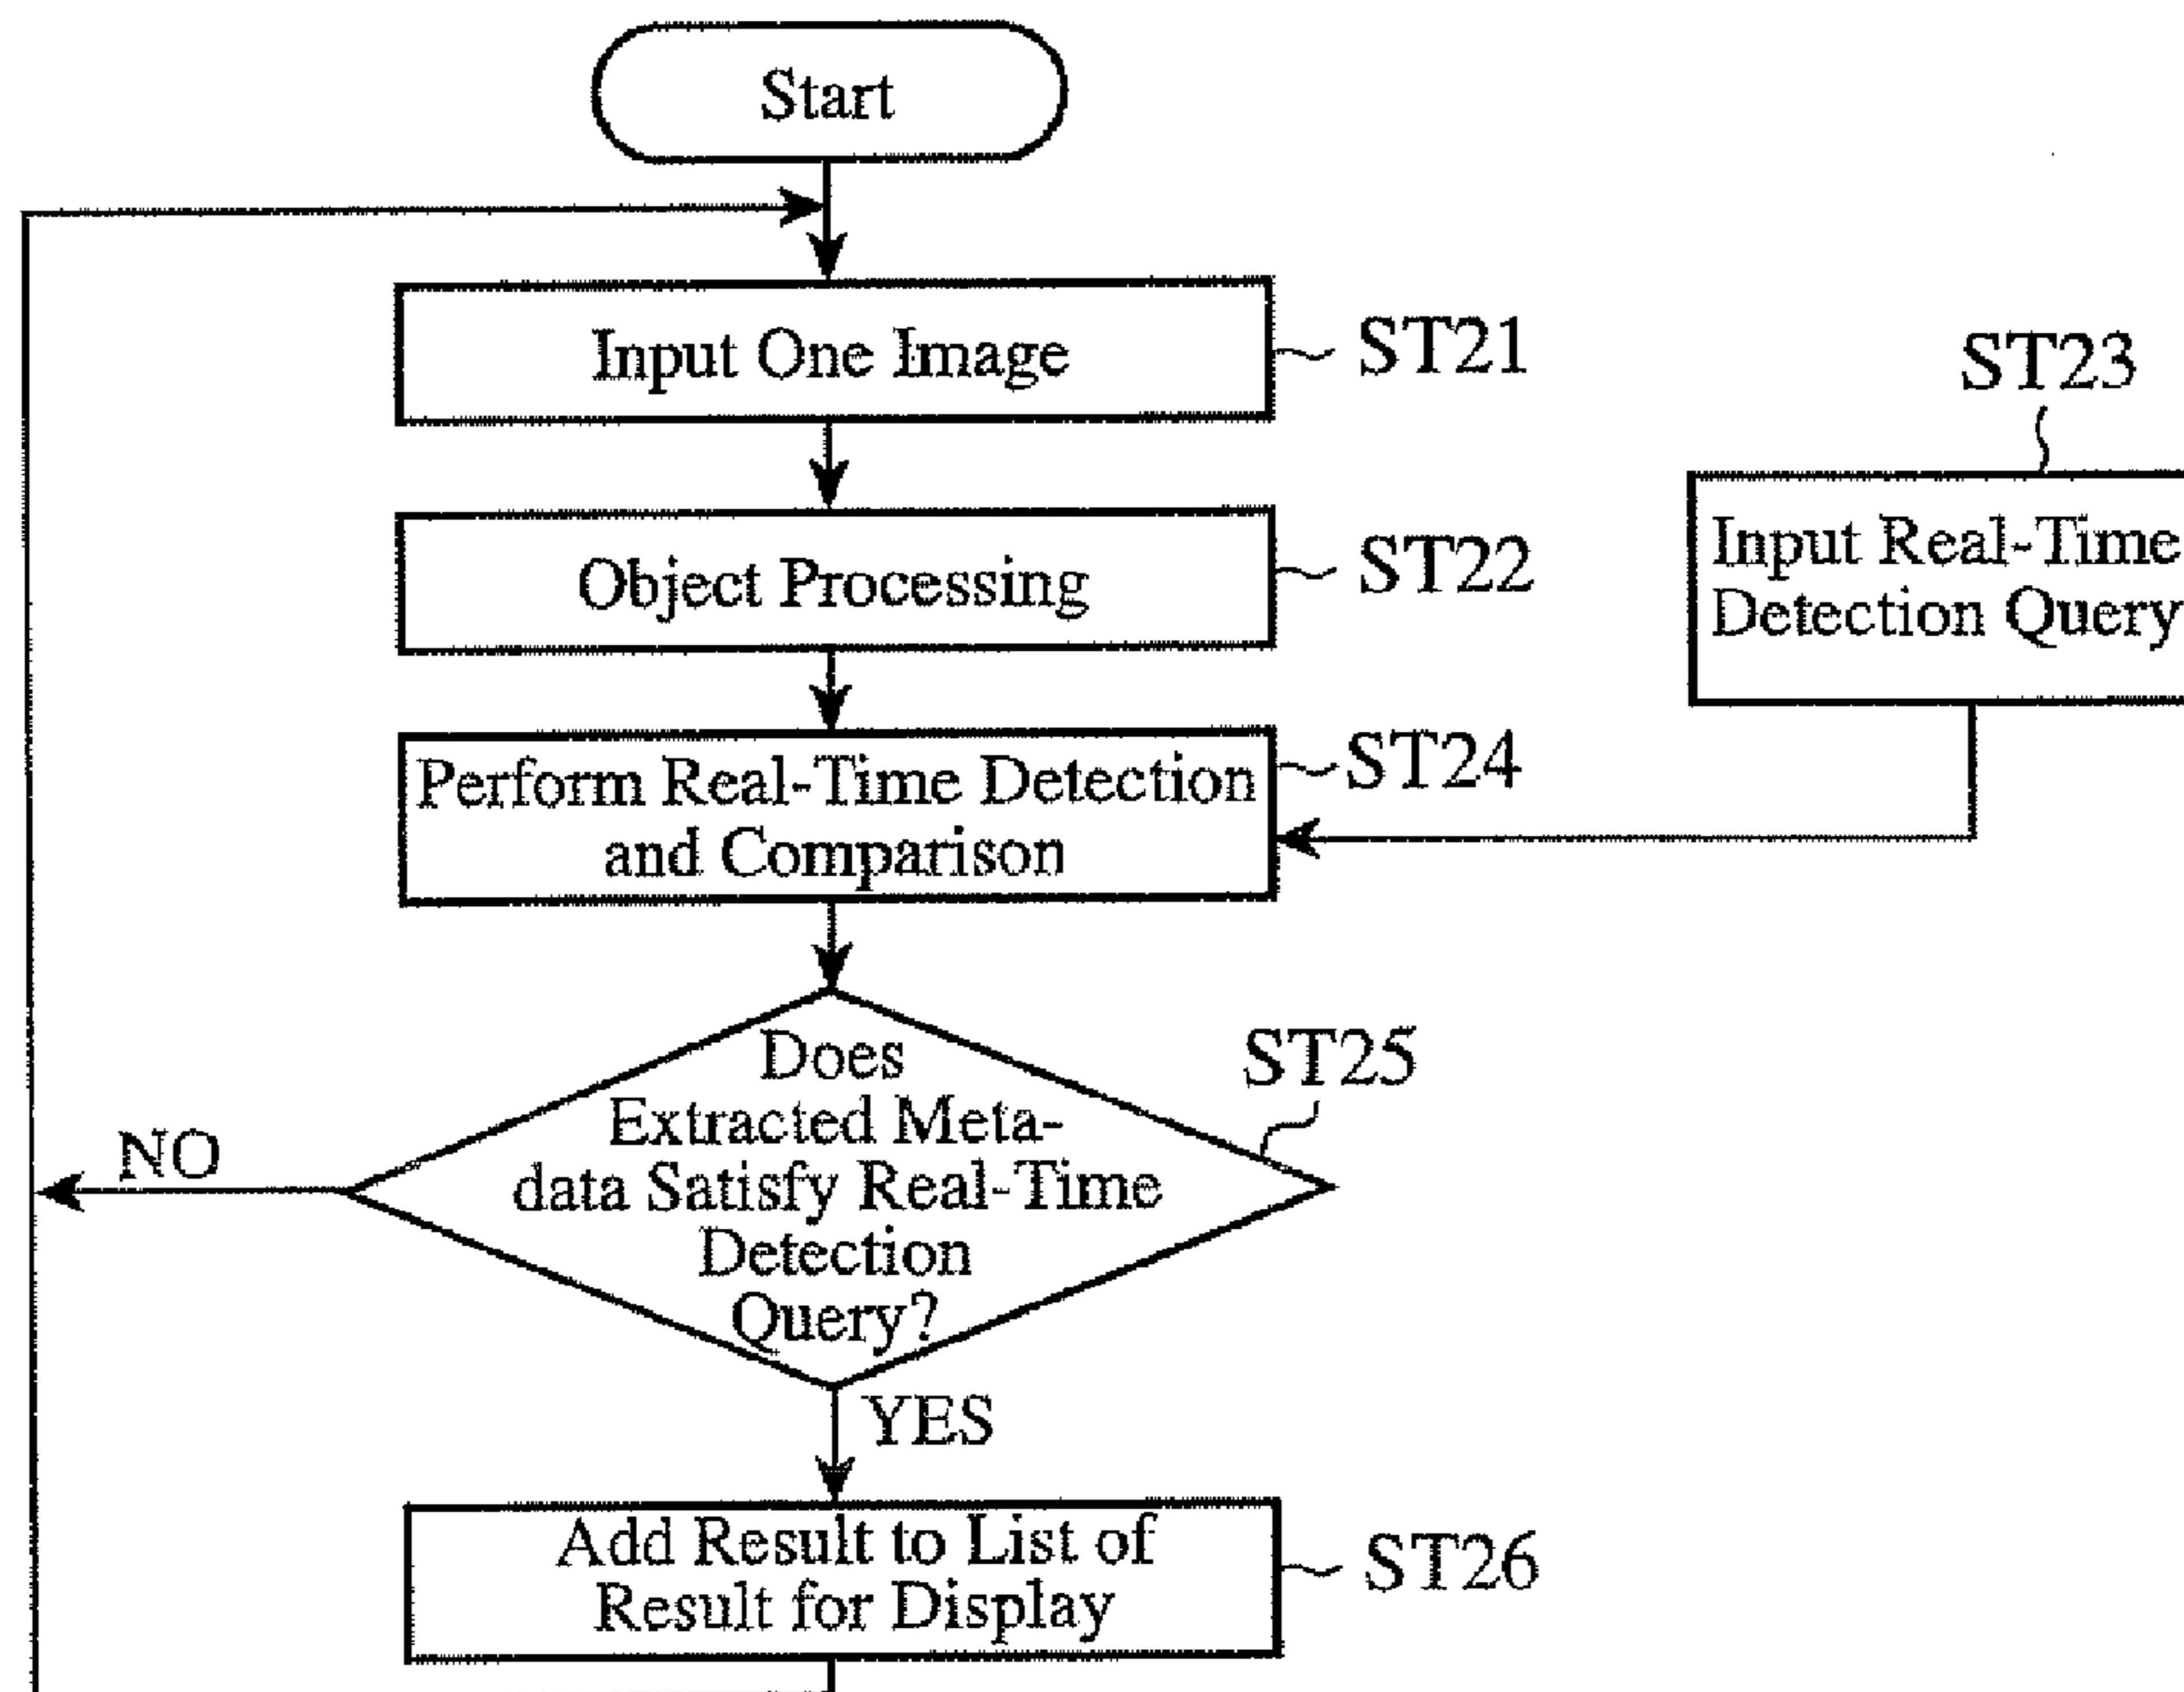 Start
Input One Image
ST21
ST23
Object Processing
ST22
Input Real-Time
Detection Query
Perform Real-Time Detection
and Comparison
ST24
Does
Extracted Meta-
data Satisfy Real-Time
Detection
Query?
ST25
NO
YES
Add Result to List of
Result for Display
ST26